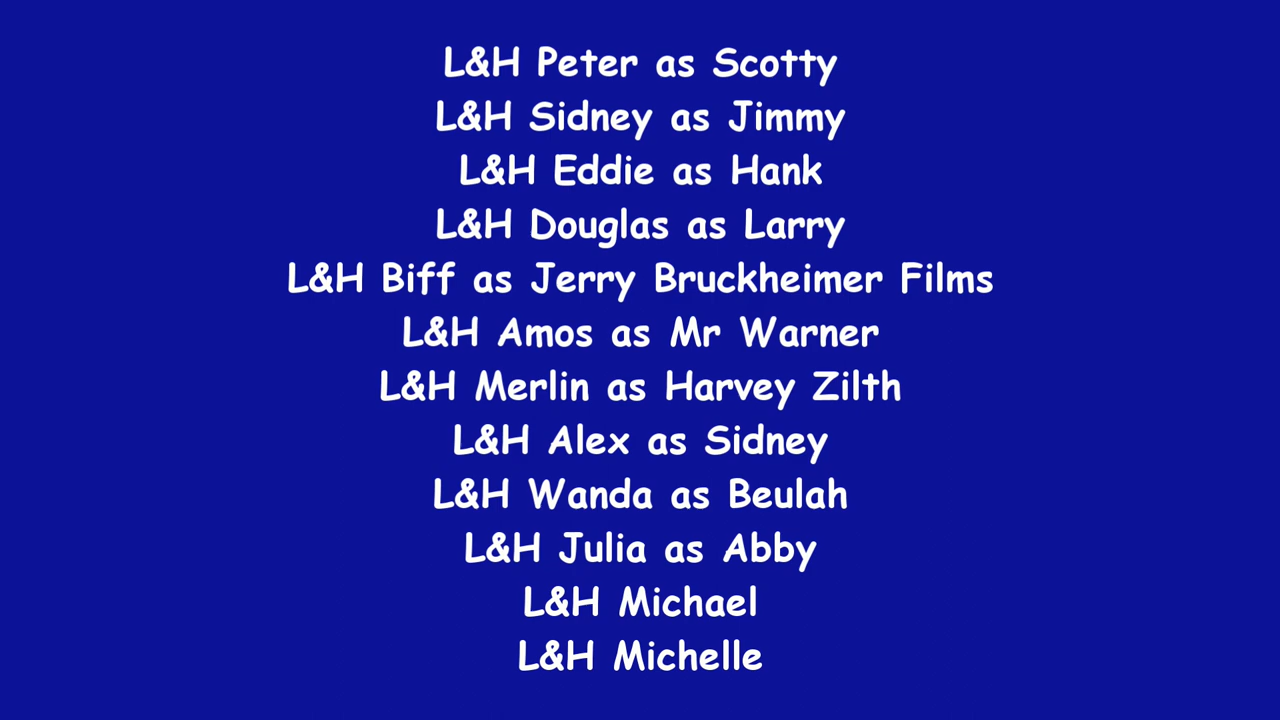 L&H Peter as Scotty
L&H Sidney as Jimmy
L&H Eddie as Hank
L&H Douglas as Larry
L&H Biff as Jerry Bruckheimer Films
L&H Amos as Mr Warner
L&H Merlin as Harvey Zilth
L&H Alex as Sidney
L&H Wanda as Beulah
L&H Julia as Abby
L&H Michael
L&H Michelle